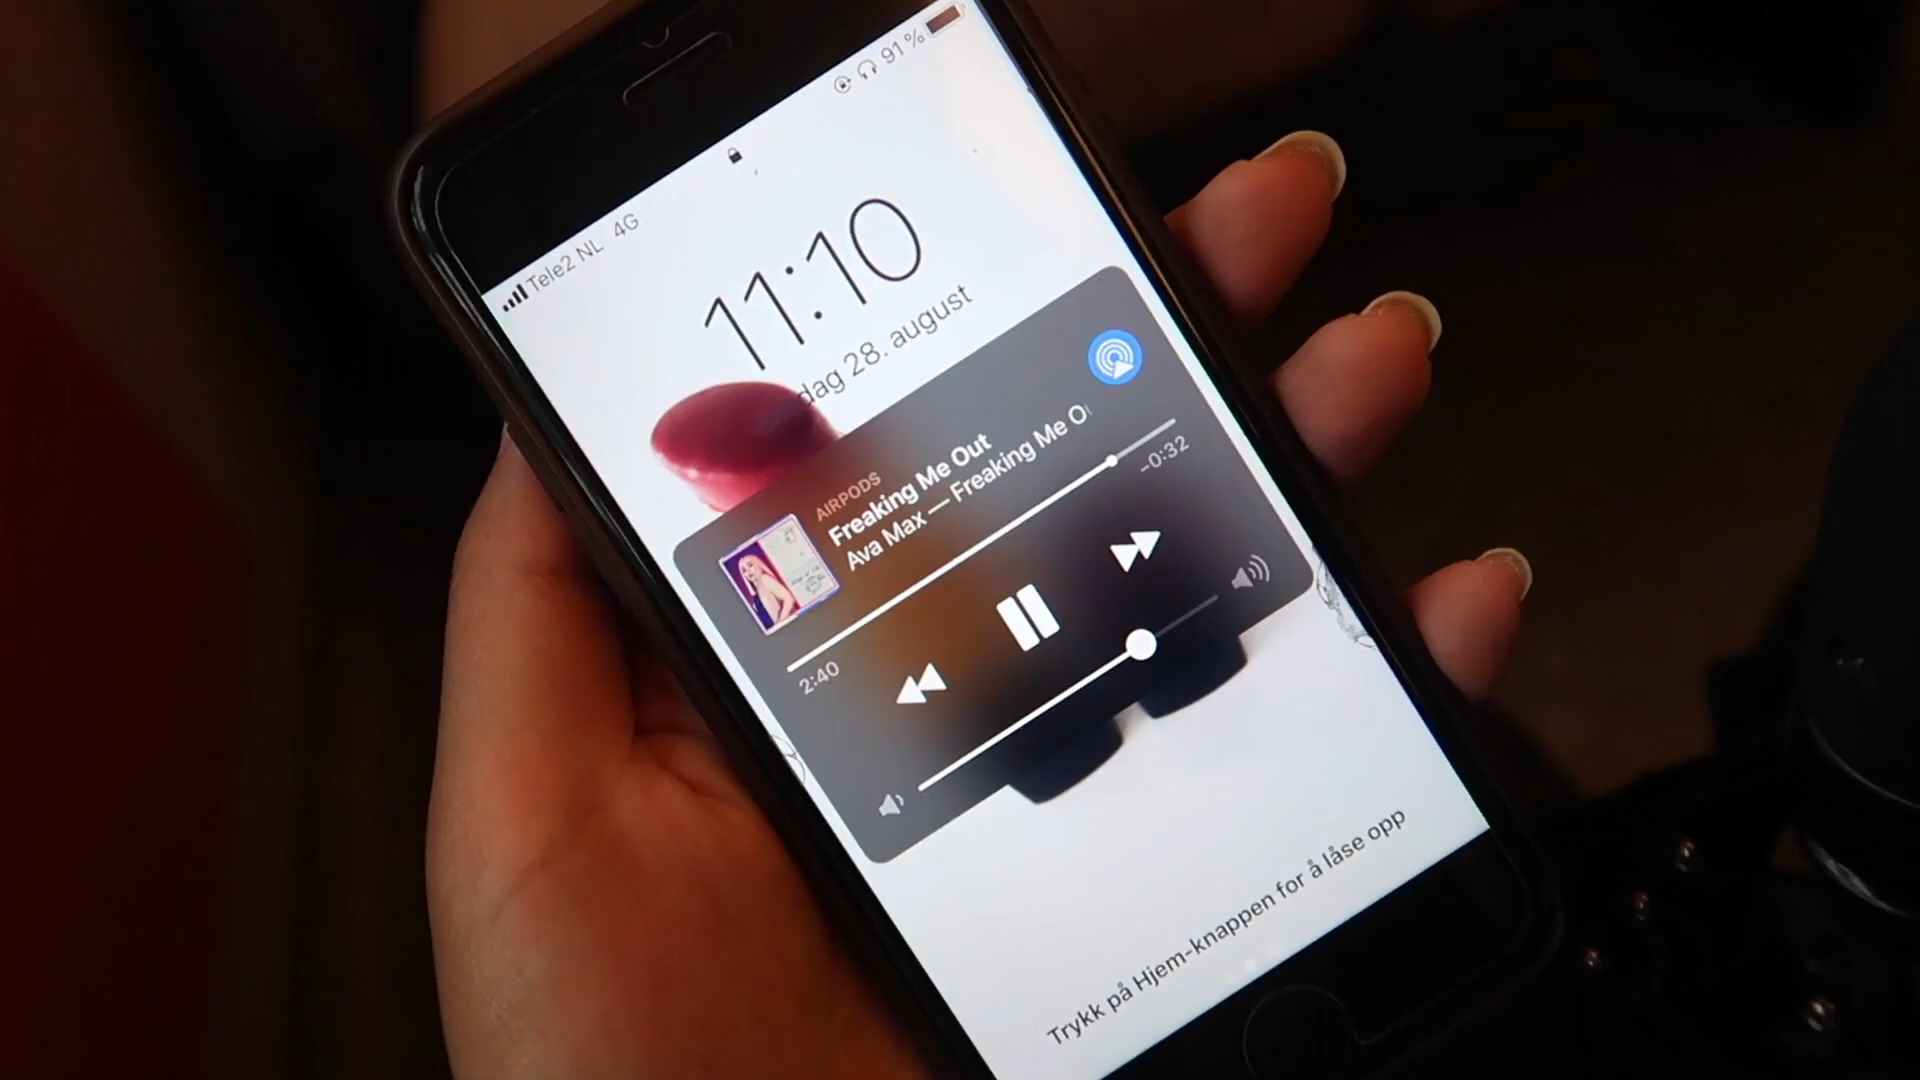 Tele2 NL 4G
91 %
11:10
dag 28. august
AIRPODS
Freaking Me Out
Ava Max — Freaking Me O
2:40
-0:32
Trykk på Hjem-knappen for å låse opp